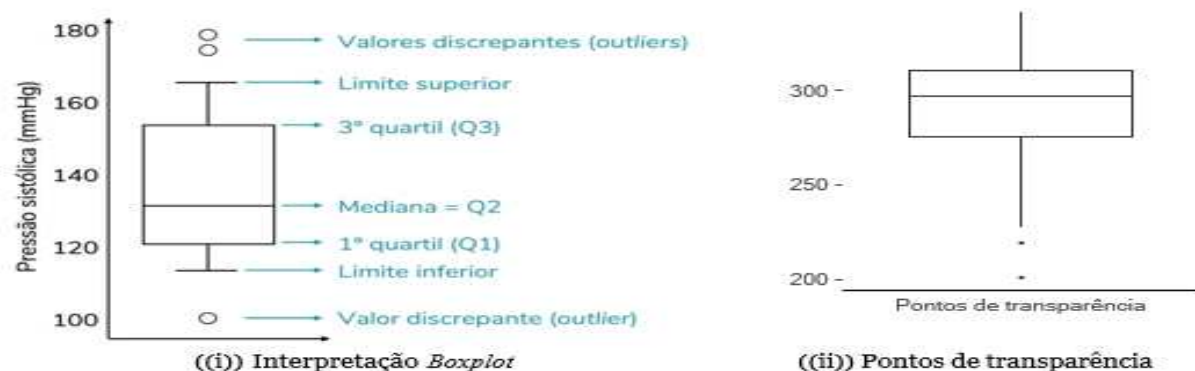 180
160
140
120
100
Pressão sistólica (mmHg)
Valores discrepantes (outliers)
Limite superior
3º quartil (Q3)
Mediana = Q2
1º quartil (Q1)
Limite inferior
Valor discrepante (outlier)
((i)) Interpretação Boxplot
300
250
200
Pontos de transparência
((ii)) Pontos de transparência